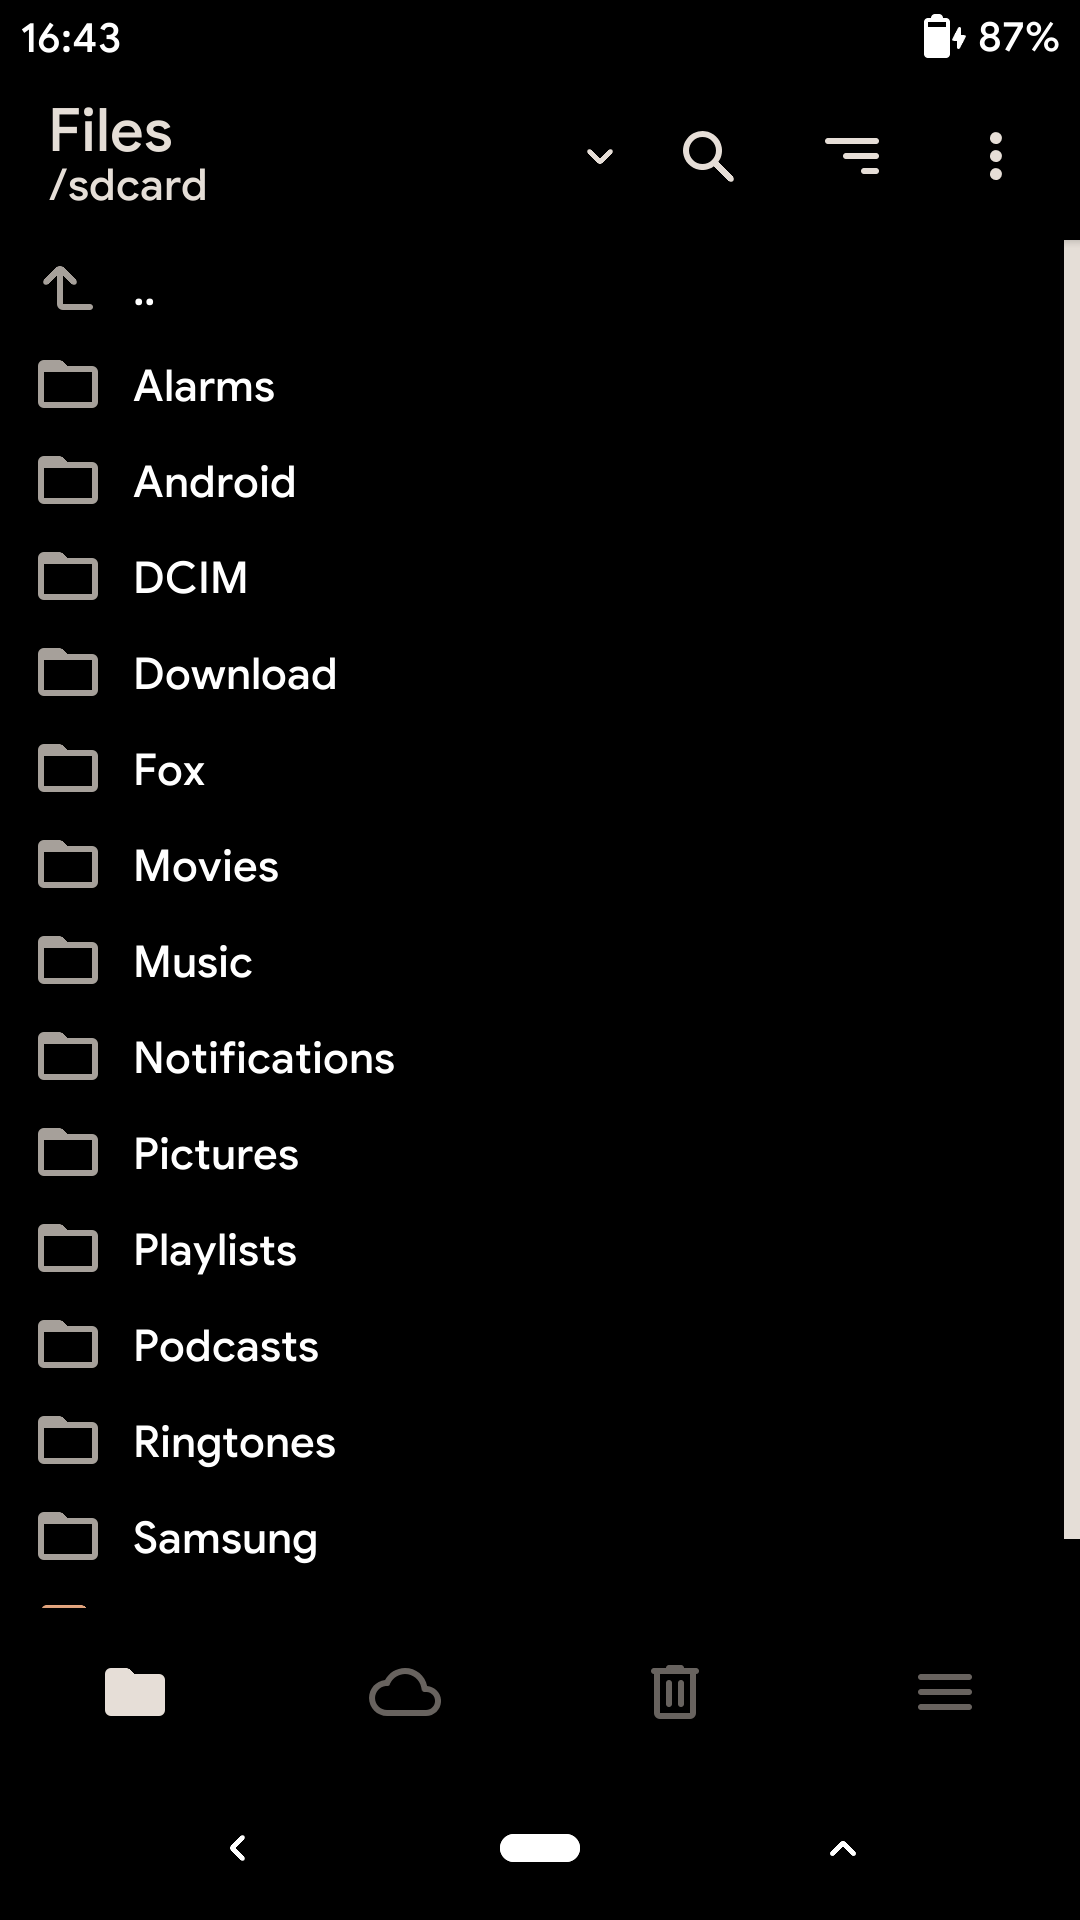 16:43
87%
Files
/sdcard
..
Alarms
Android
DCIM
Download
Fox
Movies
Music
Notifications
Pictures
Playlists
Podcasts
Ringtones
Samsung